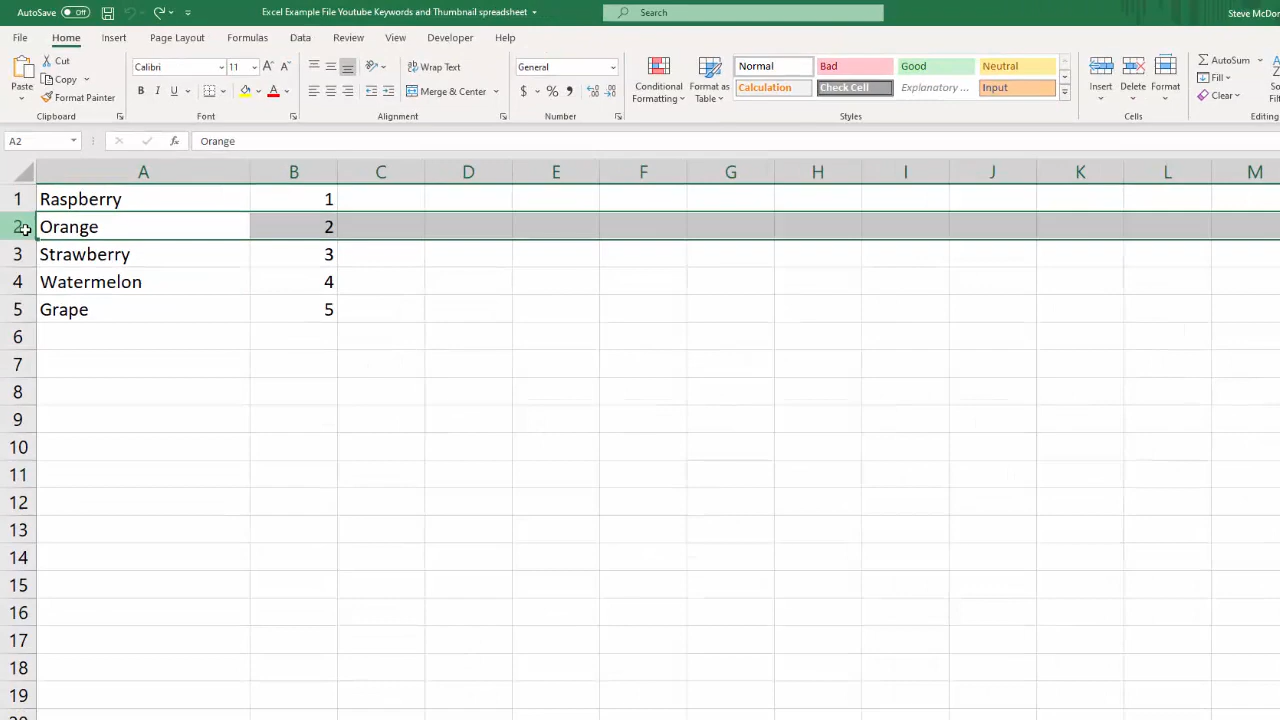 AutoSave Off Excel Example File Youtube Keywords and Thumbnail spreadsheet Search Steve McDon
File Home Insert Page Layout Formulas Data Review View Developer Help
Cut Calibri 11 A A Wrap Text General Normal Bad Good Neutral AutoSum
Copy Fill
Paste Format Painter B I U A Merge & Center $ % , Conditional Formatting Format as Table Calculation Check Cell Explanatory ... Input Insert Delete Format Clear
Clipboard Font Alignment Number Styles Cells Editing
A2 fx Orange
A B C D E F G H I J K L M
1 Raspberry 1
2 Orange 2
3 Strawberry 3
4 Watermelon 4
5 Grape 5
6
7
8
9
10
11
12
13
14
15
16
17
18
19